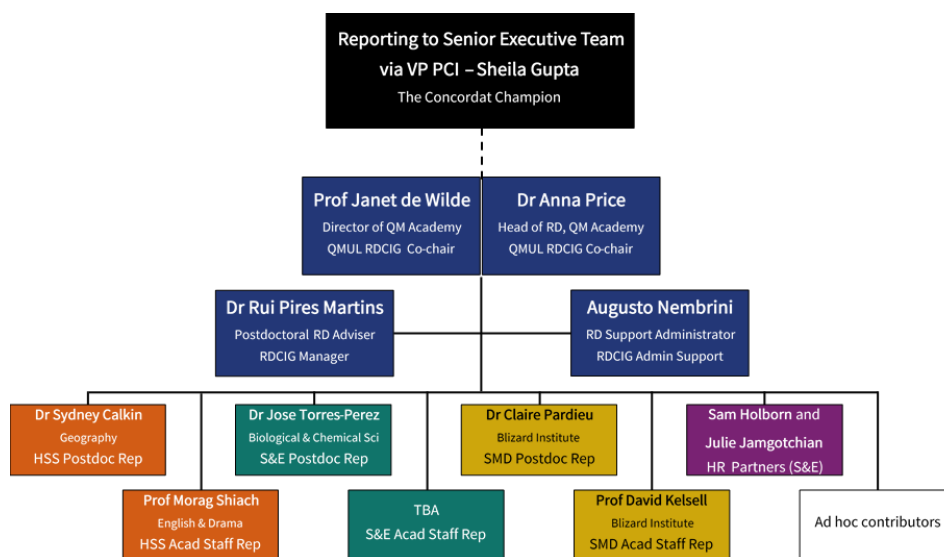 Reporting to Senior Executive Team
via VP PCI – Sheila Gupta
The Concordat Champion
Prof Janet de Wilde
Director of QM Academy
QMUL RDCIG Co-chair
Dr Anna Price
Head of RD, QM Academy
QMUL RDCIG Co-chair
Dr Rui Pires Martins
Postdoctoral RD Adviser
RDCIG Manager
Augusto Nembrini
RD Support Administrator
RDCIG Admin Support
Dr Sydney Calkin
Geography
HSS Postdoc Rep
Dr Jose Torres-Perez
Biological & Chemical Sci
S&E Postdoc Rep
Dr Claire Pardieu
Blizard Institute
SMD Postdoc Rep
Sam Holborn and
Julie Jamgotchian
HR Partners (S&E)
Prof Morag Shiach
English & Drama
HSS Acad Staff Rep
TBA
S&E Acad Staff Rep
Prof David Kelsell
Blizard Institute
SMD Acad Staff Rep
Ad hoc contributors